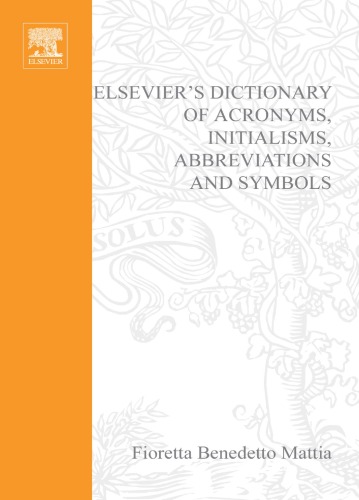 ELSEVIER
ELSEVIER'S DICTIONARY
OF ACRONYMS,
INITIALISMS,
ABBREVIATIONS
AND SYMBOLS
SOLUS
Fioretta Benedetto Mattia